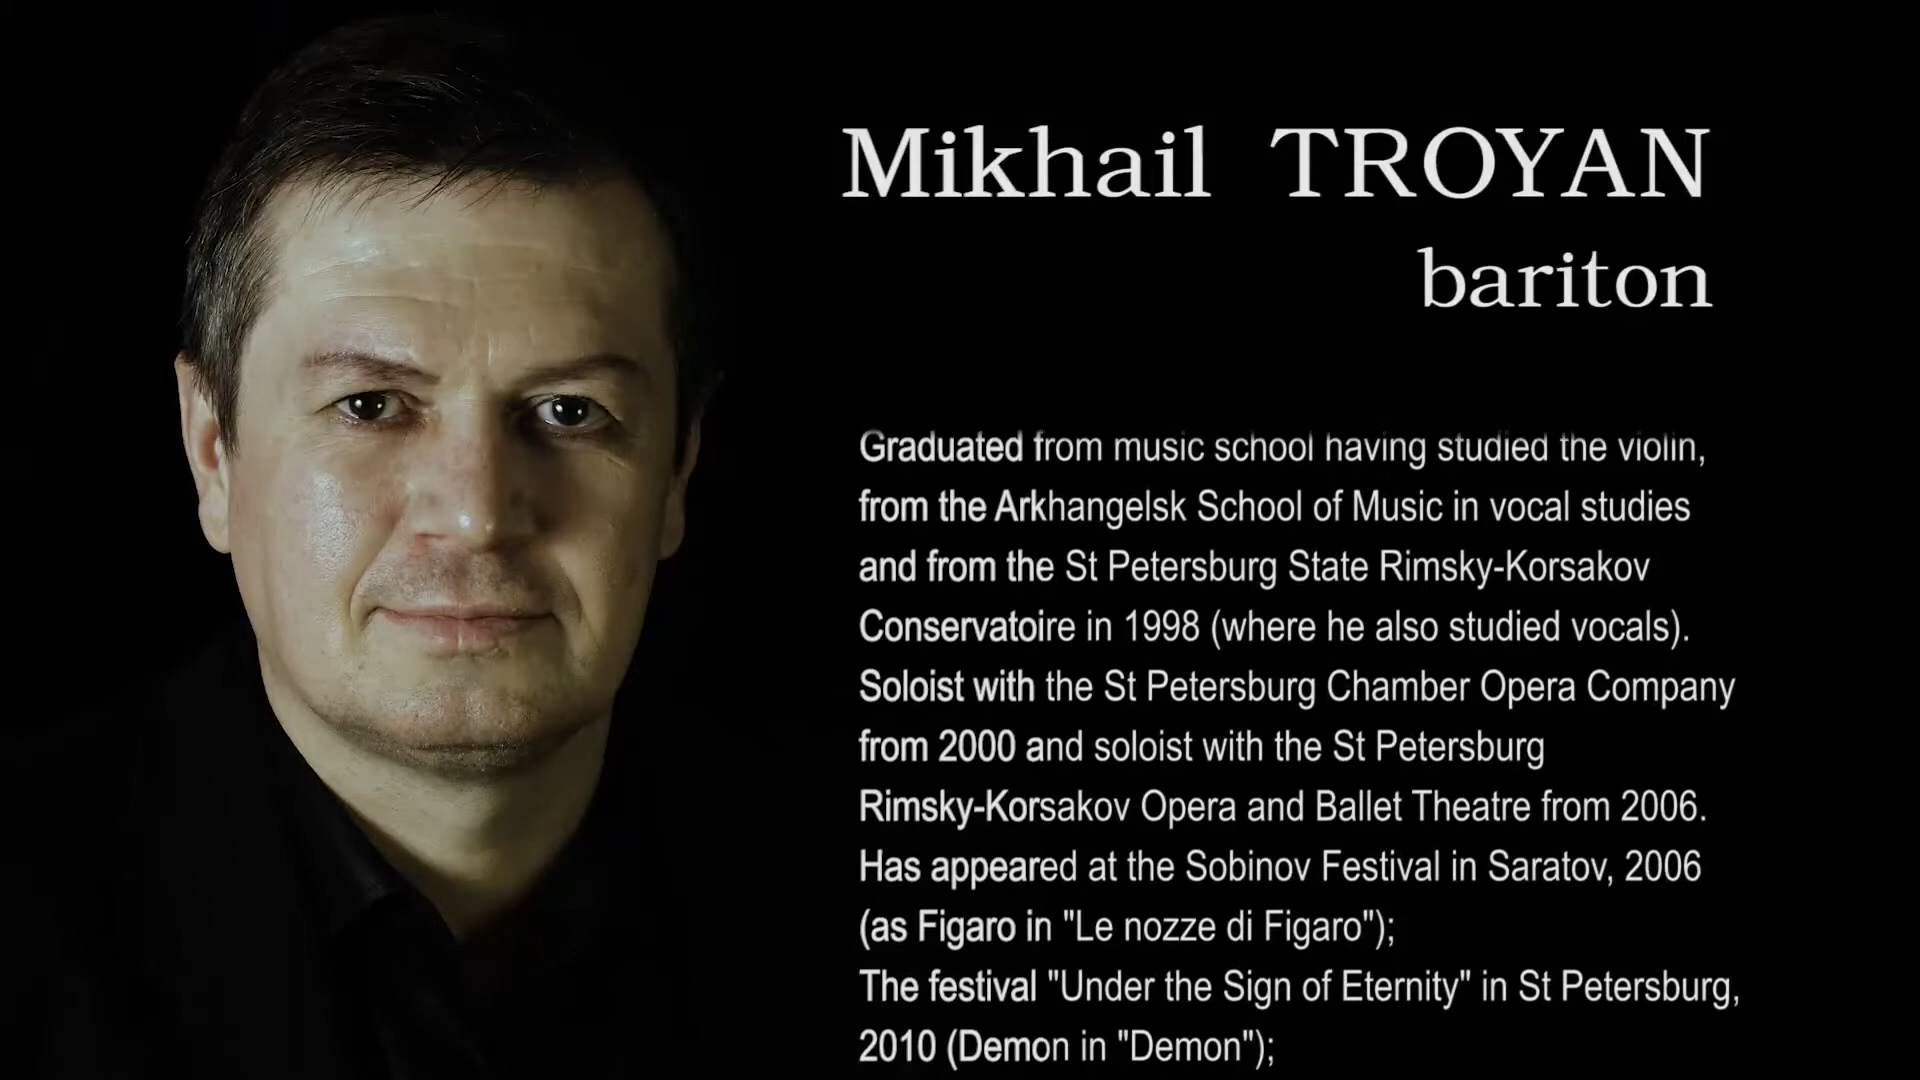 Mikhail TROYAN
bariton
Graduated from music school having studied the violin,
from the Arkhangelsk School of Music in vocal studies
and from the St Petersburg State Rimsky-Korsakov
Conservatoire in 1998 (where he also studied vocals).
Soloist with the St Petersburg Chamber Opera Company
from 2000 and soloist with the St Petersburg
Rimsky-Korsakov Opera and Ballet Theatre from 2006.
Has appeared at the Sobinov Festival in Saratov, 2006
(as Figaro in "Le nozze di Figaro");
The festival "Under the Sign of Eternity" in St Petersburg,
2010 (Demon in "Demon");